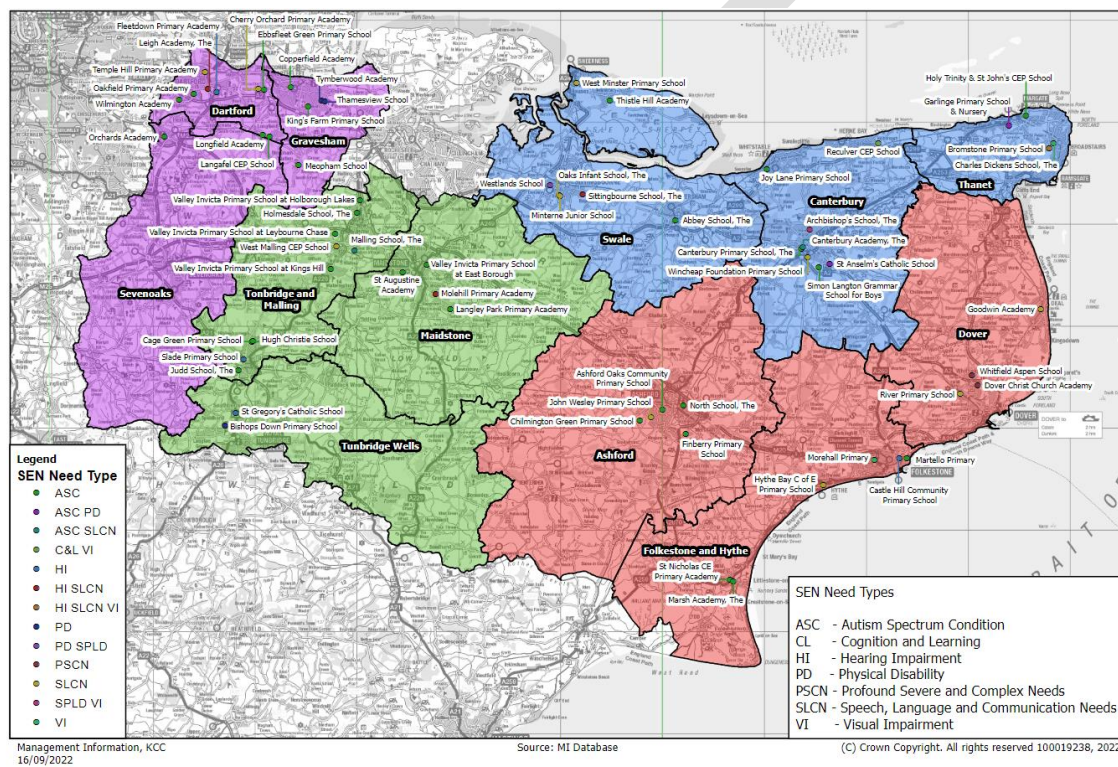 Fleetdown Primary Academy
Cherry Orchard Primary Academy
Leigh Academy, The
Ebbsfleet Green Primary School
Copperfield Academy
Temple Hill Primary Academy
Tymberwood Academy
Oakfield Primary Academy
Thamesview School
Wilmington Academy
Dartford
King's Farm Primary School
Orchards Academy
Longfield Academy
Gravesham
Langafel CEP School
Meopham School
West Minster Primary School
Thistle Hill Academy
Holy Trinity & St John's CEP School
Garlinge Primary School
& Nursery
Reculver CEP School
Bromstone Primary School
Charles Dickens School, The
Thanet
Joy Lane Primary School
Oaks Infant School, The
Westlands School
Sittingbourne School, The
Minterne Junior School
Abbey School, The
Swale
Canterbury
Archbishop's School, The
Canterbury Academy, The
Canterbury Primary School, The
Wincheap Foundation Primary School
St Anselm's Catholic School
Simon Langton Grammar
School for Boys
Valley Invicta Primary School at Holborough Lakes
Holmesdale School, The
Valley Invicta Primary School at Leybourne Chase
West Malling CEP School
Malling School, The
Valley Invicta Primary School at Kings Hill
Valley Invicta Primary School
at East Borough
St Augustine
Academy
Molehill Primary Academy
Langley Park Primary Academy
Sevenoaks
Tonbridge and
Malling
Maidstone
Cage Green Primary School
Hugh Christie School
Slade Primary School
Judd School, The
St Gregory's Catholic School
Bishops Down Primary School
Tunbridge Wells
Goodwin Academy
Dover
Whitfield Aspen School
Dover Christ Church Academy
River Primary School
DOVER
Ashford Oaks Community
Primary School
John Wesley Primary School
North School, The
Chilmington Green Primary School
Finberry Primary
School
Ashford
Morehall Primary
Martello Primary
FOLKESTONE
Hythe Bay C of E
Primary School
Castle Hill Community
Primary School
Folkestone and Hythe
St Nicholas CE
Primary Academy
Marsh Academy, The
Legend
SEN Need Type
ASC
ASC PD
ASC SLCN
C&L VI
HI
HI SLCN
HI SLCN VI
PD
PD SPLD
PSCN
SLCN
SPLD VI
VI
SEN Need Types
ASC - Autism Spectrum Condition
CL - Cognition and Learning
HI - Hearing Impairment
PD - Physical Disability
PSCN - Profound Severe and Complex Needs
SLCN - Speech, Language and Communication Needs
VI - Visual Impairment
Management Information, KCC
16/09/2022
Source: MI Database
(C) Crown Copyright. All rights reserved 100019238, 2022